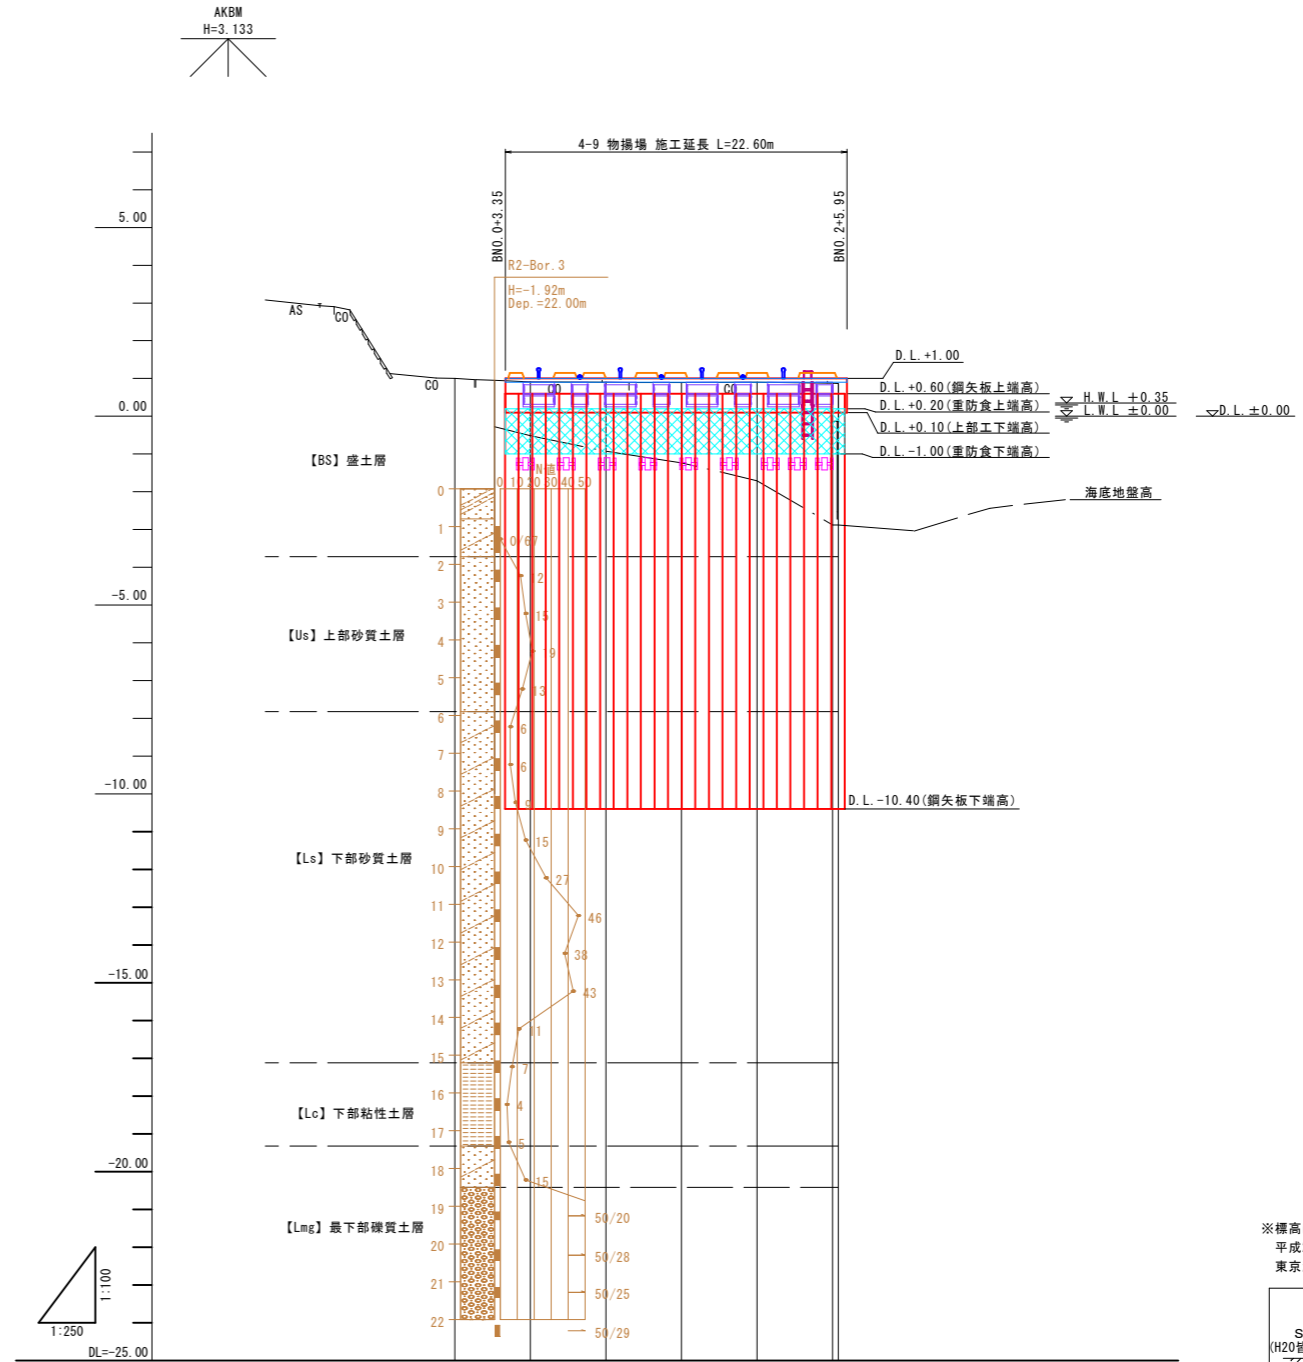 AKBM
H=3.133
4-9 物揚場 施工延長 L=22.60m
BNO.0+3.35
BNO.2+5.95
5.00
0.00
-5.00
-10.00
-15.00
-20.00
DL=-25.00
R2-Bor.3
H=-1.92m
Dep.=22.00m
AS
CO
CO
CO
CO
D.L.+1.00
D.L.+0.60(鋼矢板上端高)
D.L.+0.20(重防食上端高)
D.L.+0.10(上部工下端高)
D.L.-1.00(重防食下端高)
H.W.L +0.35
L.W.L ±0.00
D.L.±0.00
海底地盤高
D.L.-10.40(鋼矢板下端高)
【BS】盛土層
【Us】上部砂質土層
【Ls】下部砂質土層
【Lc】下部粘性土層
【Lmg】最下部礫質土層
N値
0 10 20 30 40 50
0
1
2
3
4
5
6
7
8
9
10
11
12
13
14
15
16
17
18
19
20
21
22
0/67
12
15
19
13
6
6
9
15
27
46
38
43
11
7
4
5
15
50/20
50/28
50/25
50/29
1:100
1:250
※標高
平成
東京
S
(H20